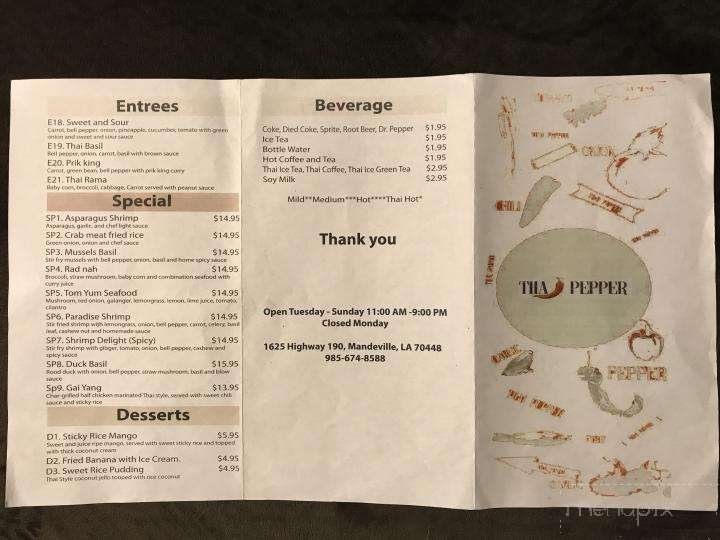 Entrees
E18. Sweet and Sour
Carrot, bell pepper, onion, pineapple, cucumber, tomato with green
onion and sweet and sour sauce
E19. Thai Basil
Bell pepper, onion, carrot, basil with brown sauce
E20. Prik king
Carrot, green bean, bell pepper with prik king curry
E21. Thai Rama
Baby corn, broccoli, cabbage, Carrot served with peanut sauce
Special
SP1. Asparagus Shrimp $14.95
Asparagus, garlic, and chef light sauce
SP2. Crab meat fried rice $14.95
Green onion, onion and chef sauce
SP3. Mussels Basil $14.95
Stir fry mussels with bell pepper, onion, basil and home spicy sauce
SP4. Rad nah $14.95
Broccoli, straw mushroom, baby corn and combination seafood with
curry juice
SP5. Tom Yum Seafood $14.95
Mushroom, red onion, galanger, lemongrass, lemon, lime juice, tomato,
cilantro
SP6. Paradise Shrimp $14.95
Stir fried shrimp with lemongrass, onion, bell pepper, carrot, celery, basil
leaf, cashew nut and homemade sauce
SP7. Shrimp Delight (Spicy) $14.95
Stir fry shrimp with ginger, tomato, onion, bell pepper, cashew and
spicy sauce
SP8. Duck Basil $15.95
Rood duck with onion, bell pepper, straw mushroom, basil and blow
sauce
Sp9. Gai Yang $13.95
Char-grilled half chicken marinated Thai style, served with sweet chili
sauce and sticky rice
Desserts
D1. Sticky Rice Mango $5.95
Sweet and juice ripe mango, served with sweet sticky rice and topped
with thick coconut cream
D2. Fried Banana with Ice Cream. $4.95
D3. Sweet Rice Pudding $4.95
Thai Style coconut jello topped with rice coconut
Beverage
Coke, Died Coke, Sprite, Root Beer, Dr. Pepper $1.95
Ice Tea $1.95
Bottle Water $1.95
Hot Coffee and Tea $1.95
Thai Ice Tea, Thai Coffee, Thai Ice Green Tea $2.95
Soy Milk $2.95
Mild**Medium***Hot****Thai Hot*
Thank you
Open Tuesday - Sunday 11:00 AM -9:00 PM
Closed Monday
1625 Highway 190, Mandeville, LA 70448
985-674-8588
CHILI
THAI PEPPER
PEPPER
menupix